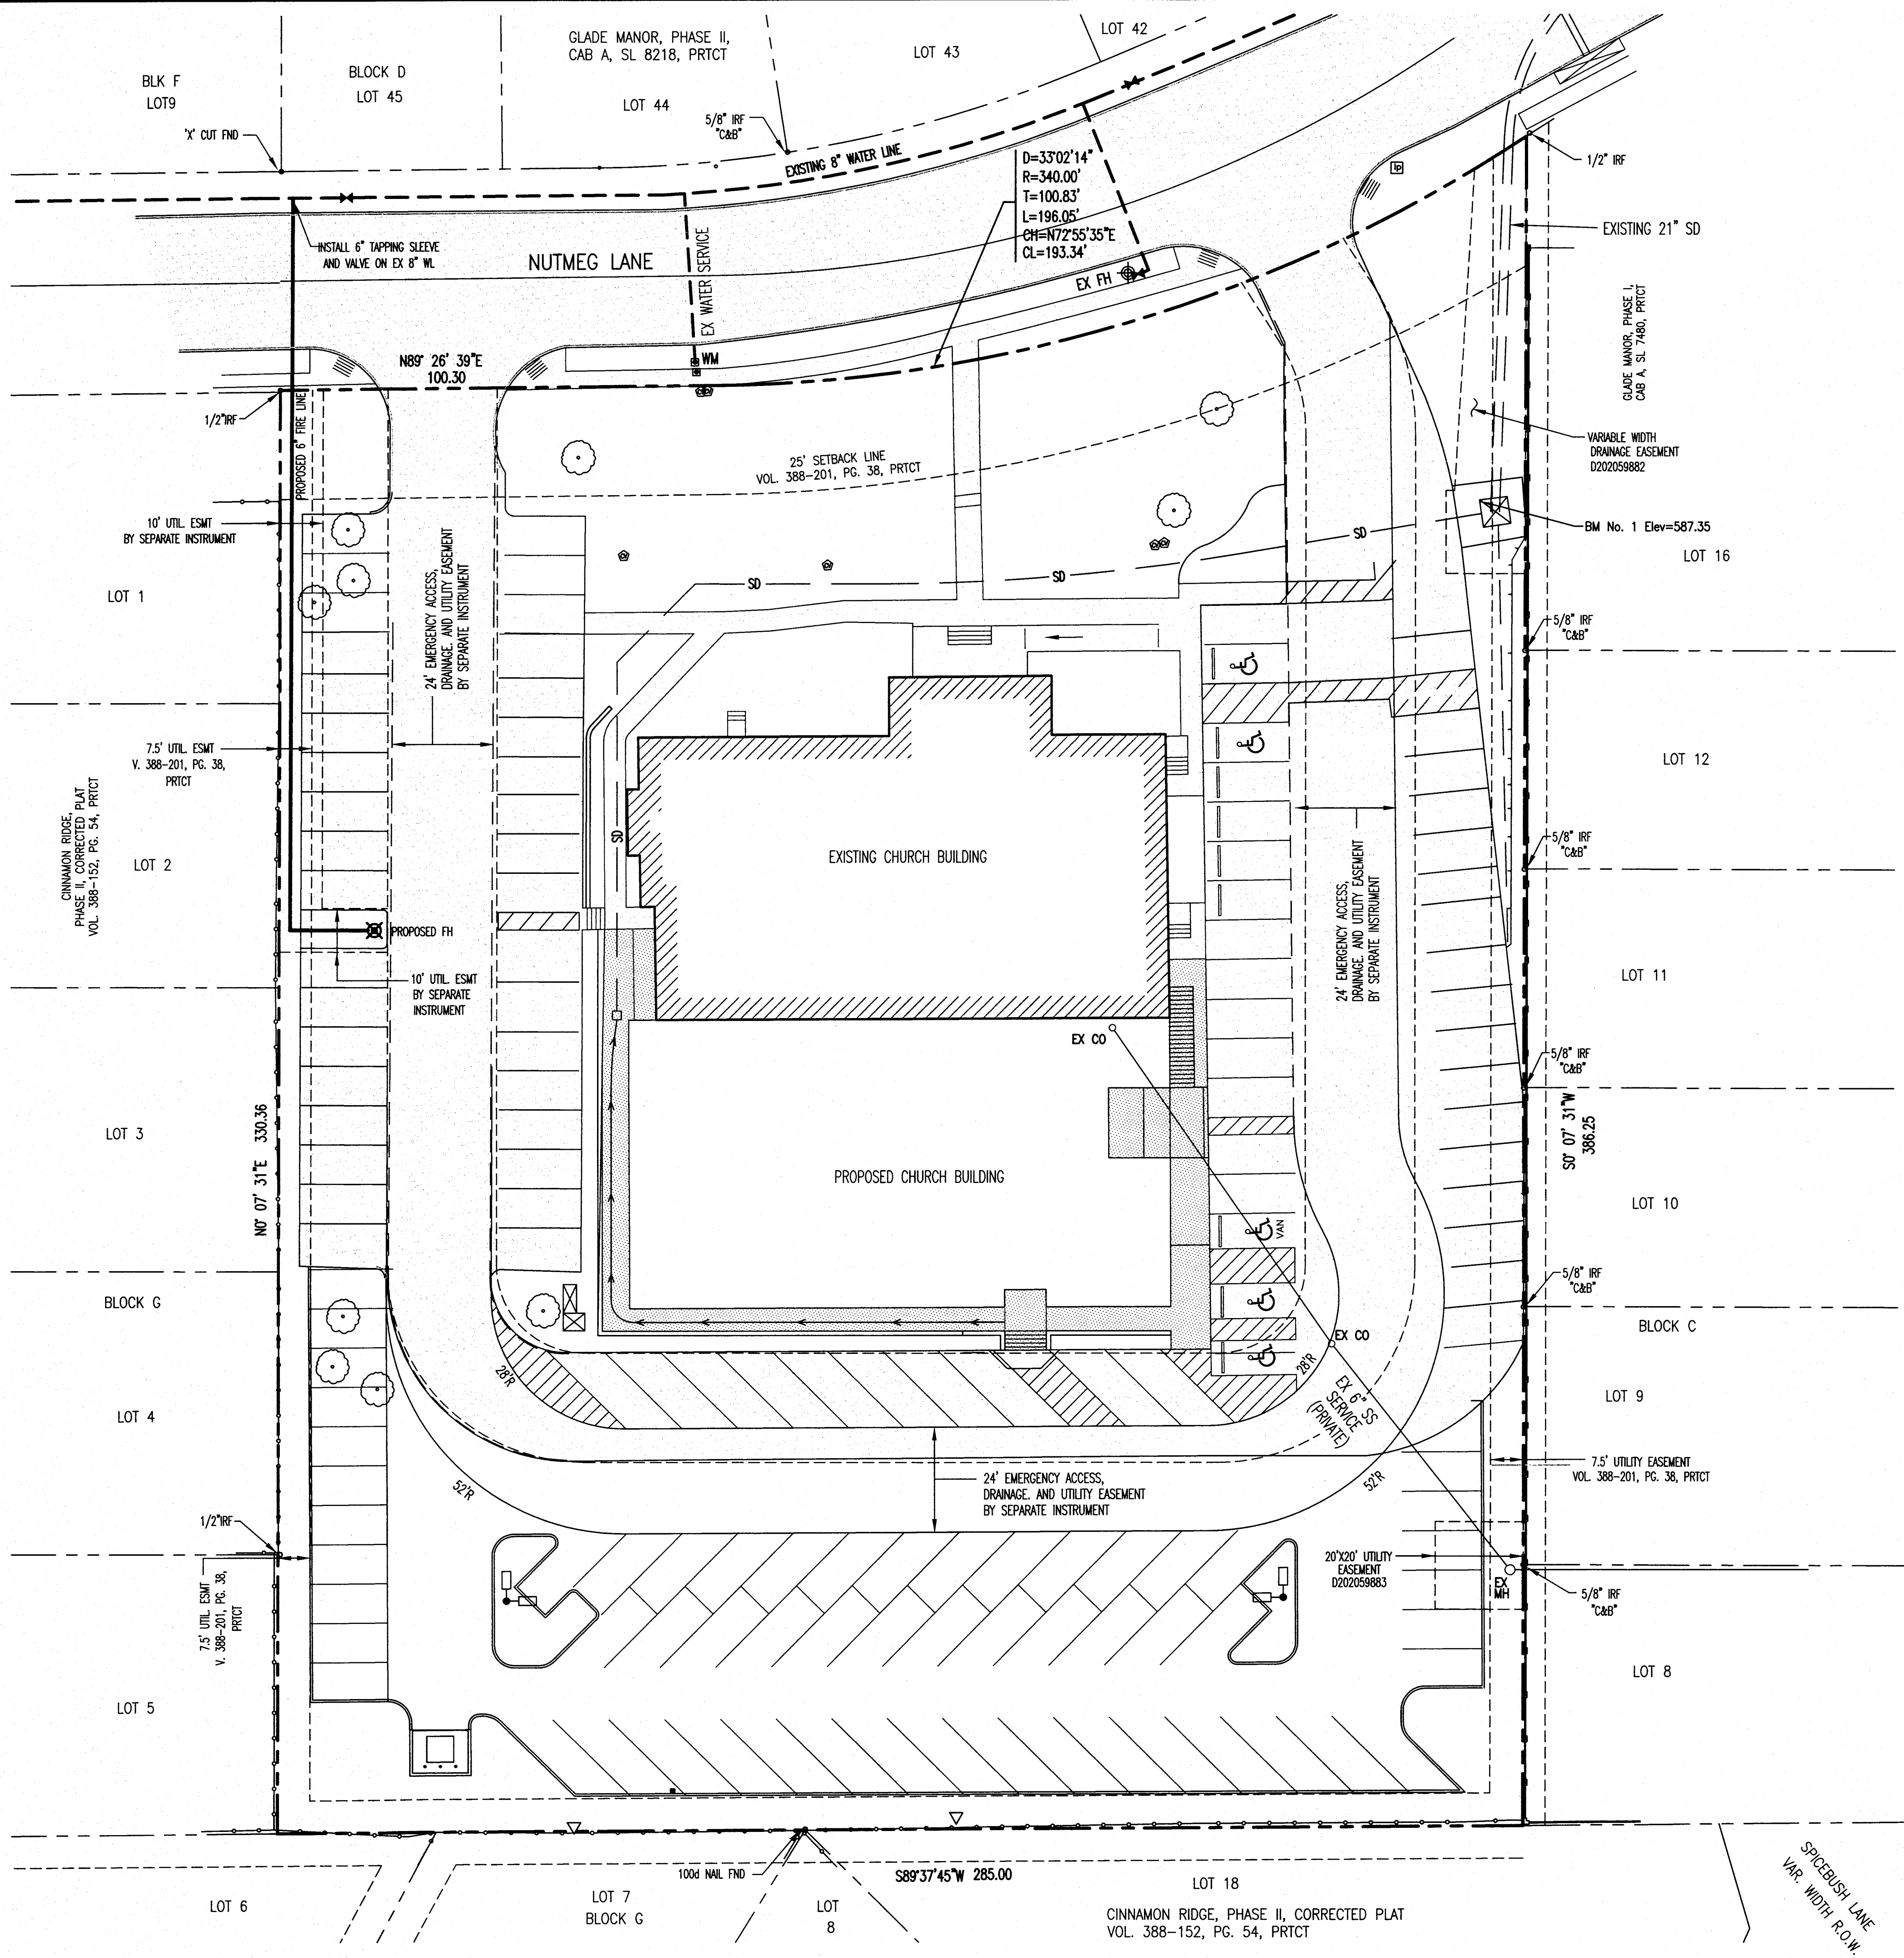 BLK F
LOT9
BLOCK D
LOT 45
GLADE MANOR, PHASE II,
CAB A, SL 8218, PRTCT
LOT 44
LOT 43
LOT 42
'X' CUT FND
5/8" IRF
"C&B"
EXISTING 8" WATER LINE
D=33°02'14"
R=340.00'
T=100.83'
L=196.05'
CH=N72°55'35"E
CL=193.34'
1/2" IRF
EXISTING 21" SD
INSTALL 6" TAPPING SLEEVE
AND VALVE ON EX 8" WL
NUTMEG LANE
EX WATER SERVICE
EX FH
WM
GLADE MANOR, PHASE I,
CAB A, SL 7480, PRTCT
N89° 26' 39"E
100.30
1/2"IRF
PROPOSED 6" FIRE LINE
25' SETBACK LINE
VOL. 388-201, PG. 38, PRTCT
VARIABLE WIDTH
DRAINAGE EASEMENT
D202059882
BM No. 1 Elev=587.35
LOT 16
10' UTIL. ESMT
BY SEPARATE INSTRUMENT
SD
SD
SD
LOT 1
24' EMERGENCY ACCESS,
DRAINAGE. AND UTILITY EASEMENT
BY SEPARATE INSTRUMENT
5/8" IRF
"C&B"
7.5' UTIL. ESMT
V. 388-201, PG. 38,
PRTCT
LOT 12
CINNAMON RIDGE,
PHASE II, CORRECTED PLAT
VOL. 388-152, PG. 54, PRTCT
LOT 2
SD
EXISTING CHURCH BUILDING
24' EMERGENCY ACCESS,
DRAINAGE. AND UTILITY EASEMENT
BY SEPARATE INSTRUMENT
5/8" IRF
"C&B"
PROPOSED FH
10' UTIL. ESMT
BY SEPARATE
INSTRUMENT
LOT 11
EX CO
5/8" IRF
"C&B"
LOT 3
N0° 07' 31"E 330.36
S0° 07' 31"W
386.25
PROPOSED CHURCH BUILDING
LOT 10
VAN
5/8" IRF
"C&B"
BLOCK G
BLOCK C
EX CO
28'R
28'R
LOT 4
EX 6" SS
SERVICE
(PRIVATE)
LOT 9
52'R
52'R
24' EMERGENCY ACCESS,
DRAINAGE. AND UTILITY EASEMENT
BY SEPARATE INSTRUMENT
7.5' UTILITY EASEMENT
VOL. 388-201, PG. 38, PRTCT
1/2"IRF
20'X20' UTILITY
EASEMENT
D202059883
EX
MH
5/8" IRF
"C&B"
7.5' UTIL. ESMT
V. 388-201, PG. 38,
PRTCT
LOT 8
LOT 5
100d NAIL FND
S89°37'45"W 285.00
LOT 6
LOT 7
BLOCK G
LOT
8
LOT 18
CINNAMON RIDGE, PHASE II, CORRECTED PLAT
VOL. 388-152, PG. 54, PRTCT
SPICEBUSH LANE
VAR. WIDTH R.O.W.